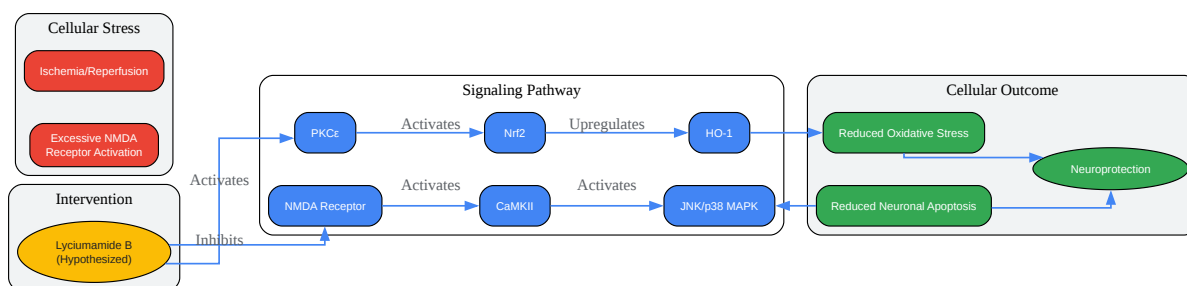 Cellular Stress
Ischemia/Reperfusion
Excessive NMDA
Receptor Activation
Intervention
Lyciumamide B
(Hypothesized)
Activates
Inhibits
Signaling Pathway
PKCε
Activates
Nrf2
Upregulates
HO-1
NMDA Receptor
Activates
CaMKII
Activates
JNK/p38 MAPK
Cellular Outcome
Reduced Oxidative Stress
Neuroprotection
Reduced Neuronal Apoptosis